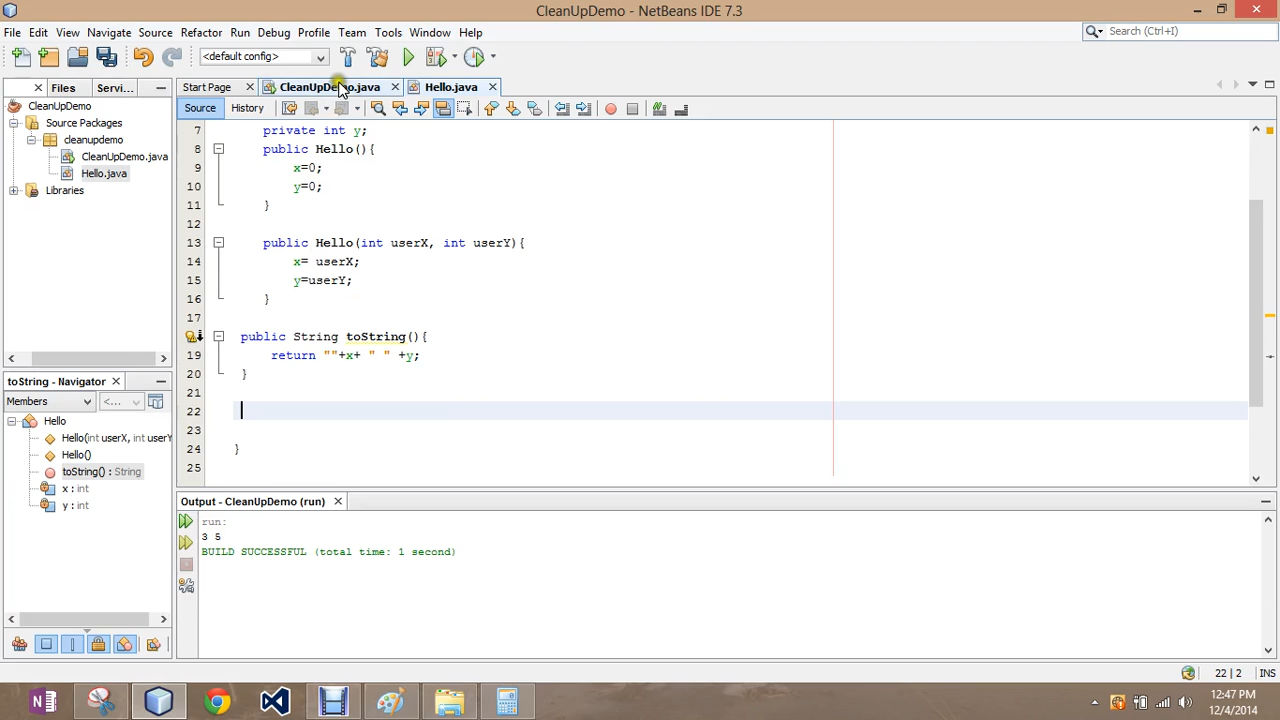 CleanUpDemo - NetBeans IDE 7.3
File Edit View Navigate Source Refactor Run Debug Profile Team Tools Window Help
Search (Ctrl+I)
<default config>
Files Servi...
Start Page CleanUpDemo.java Hello.java
Source History
CleanUpDemo
Source Packages
cleanupdemo
CleanUpDemo.java
Hello.java
Libraries
7 private int y;
8 public Hello(){
9 x=0;
10 y=0;
11 }
12
13 public Hello(int userX, int userY){
14 x= userX;
15 y=userY;
16 }
17
public String toString(){
19 return ""+x+ " " +y;
20 }
21
22
23
24 }
25
toString - Navigator
Members <...
Hello
Hello(int userX, int userY
Hello()
toString() : String
x : int
y : int
Output - CleanUpDemo (run)
run:
3 5
BUILD SUCCESSFUL (total time: 1 second)
22 | 2 INS
12:47 PM
12/4/2014